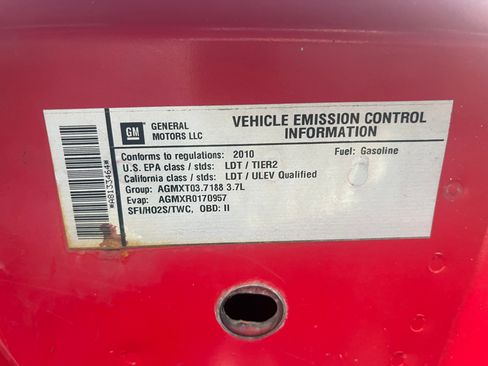 GM
GENERAL
MOTORS LLC
VEHICLE EMISSION CONTROL
INFORMATION
Conforms to regulations: 2010
Fuel: Gasoline
U.S. EPA class / stds: LDT / TIER2
California class / stds: LDT / ULEV Qualified
Group: AGMXT03.7188 3.7L
Evap: AGMXR0170957
SFI/HO2S/TWC, OBD: II
*AB133464*